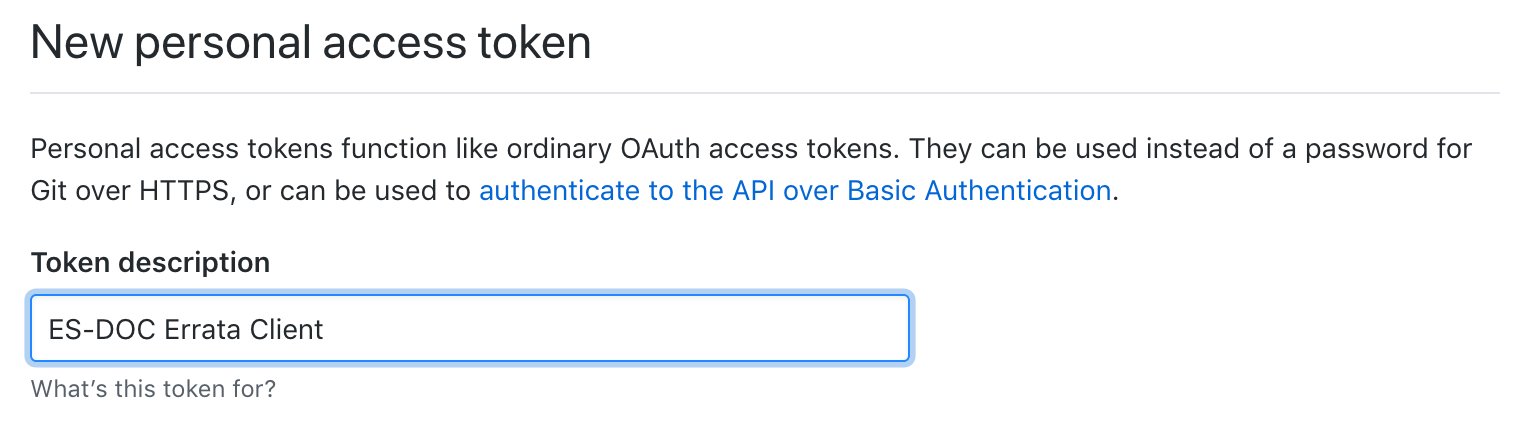 New personal access token
Personal access tokens function like ordinary OAuth access tokens. They can be used instead of a password for
Git over HTTPS, or can be used to authenticate to the API over Basic Authentication.
Token description
ES-DOC Errata Client
What’s this token for?